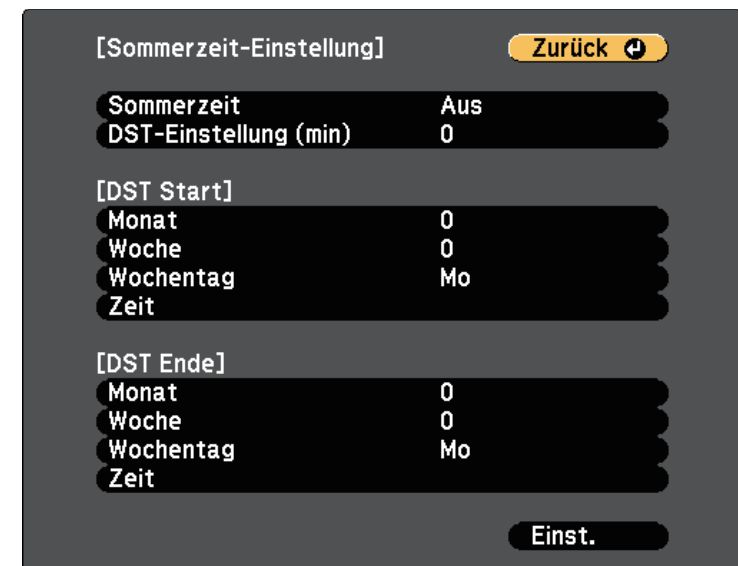 [Sommerzeit-Einstellung] Zurück
Sommerzeit Aus
DST-Einstellung (min) 0
[DST Start]
Monat 0
Woche 0
Wochentag Mo
Zeit
[DST Ende]
Monat 0
Woche 0
Wochentag Mo
Zeit
Einst.